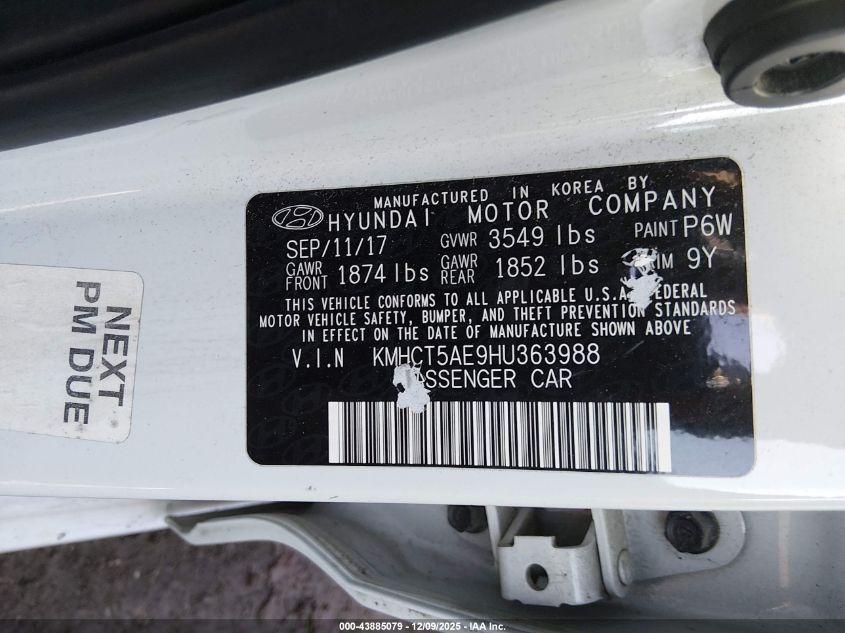 MANUFACTURED IN KOREA BY
HYUNDAI MOTOR COMPANY
SEP/11/17 GVWR 3549 lbs PAINT P6W
GAWR FRONT 1874 lbs GAWR REAR 1852 lbs 9Y
THIS VEHICLE CONFORMS TO ALL APPLICABLE U.S.A. FEDERAL
MOTOR VEHICLE SAFETY, BUMPER, AND THEFT PREVENTION STANDARDS
IN EFFECT ON THE DATE OF MANUFACTURE SHOWN ABOVE
V.I.N KMHCT5AE9HU363988
PASSENGER CAR
NEXT
PM DUE
000-43885079 - 12/09/2025 - IAA Inc.